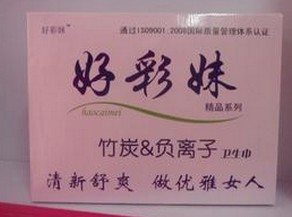 好彩妹
通过ISO9001:2008国际质量管理体系认证
好彩妹
haocaimei
精品系列
竹炭&负离子 卫生巾
清新舒爽 做优雅女人